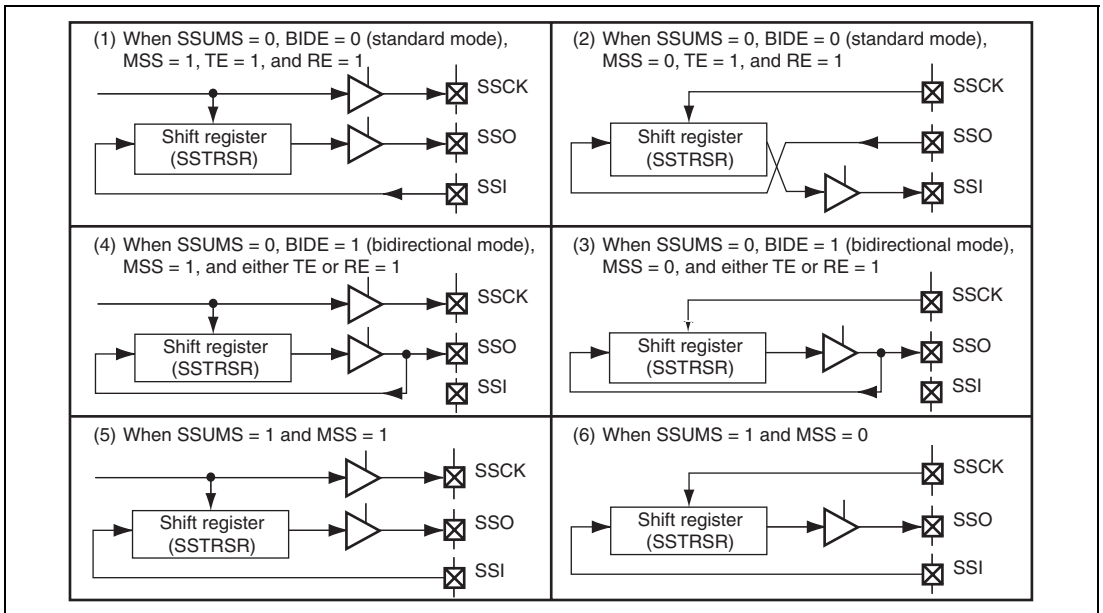 (1) When SSUMS = 0, BIDE = 0 (standard mode),
MSS = 1, TE = 1, and RE = 1
SSCK
Shift register
(SSTRSR)
SSO
SSI
(2) When SSUMS = 0, BIDE = 0 (standard mode),
MSS = 0, TE = 1, and RE = 1
SSCK
Shift register
(SSTRSR)
SSO
SSI
(4) When SSUMS = 0, BIDE = 1 (bidirectional mode),
MSS = 1, and either TE or RE = 1
SSCK
Shift register
(SSTRSR)
SSO
SSI
(3) When SSUMS = 0, BIDE = 1 (bidirectional mode),
MSS = 0, and either TE or RE = 1
SSCK
Shift register
(SSTRSR)
SSO
SSI
(5) When SSUMS = 1 and MSS = 1
SSCK
Shift register
(SSTRSR)
SSO
SSI
(6) When SSUMS = 1 and MSS = 0
SSCK
Shift register
(SSTRSR)
SSO
SSI